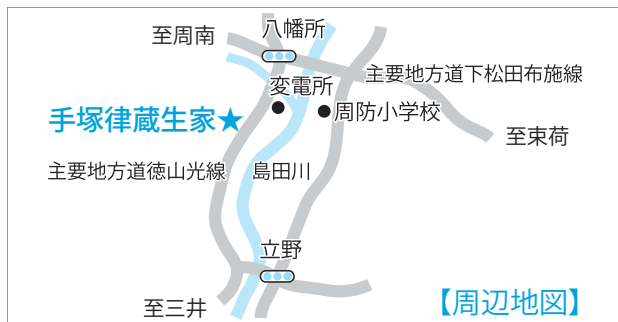 八幡所
至周南
主要地方道下松田布施線
変電所
手塚律蔵生家★
周防小学校
至束荷
主要地方道徳山光線
島田川
立野
至三井
【周辺地図】